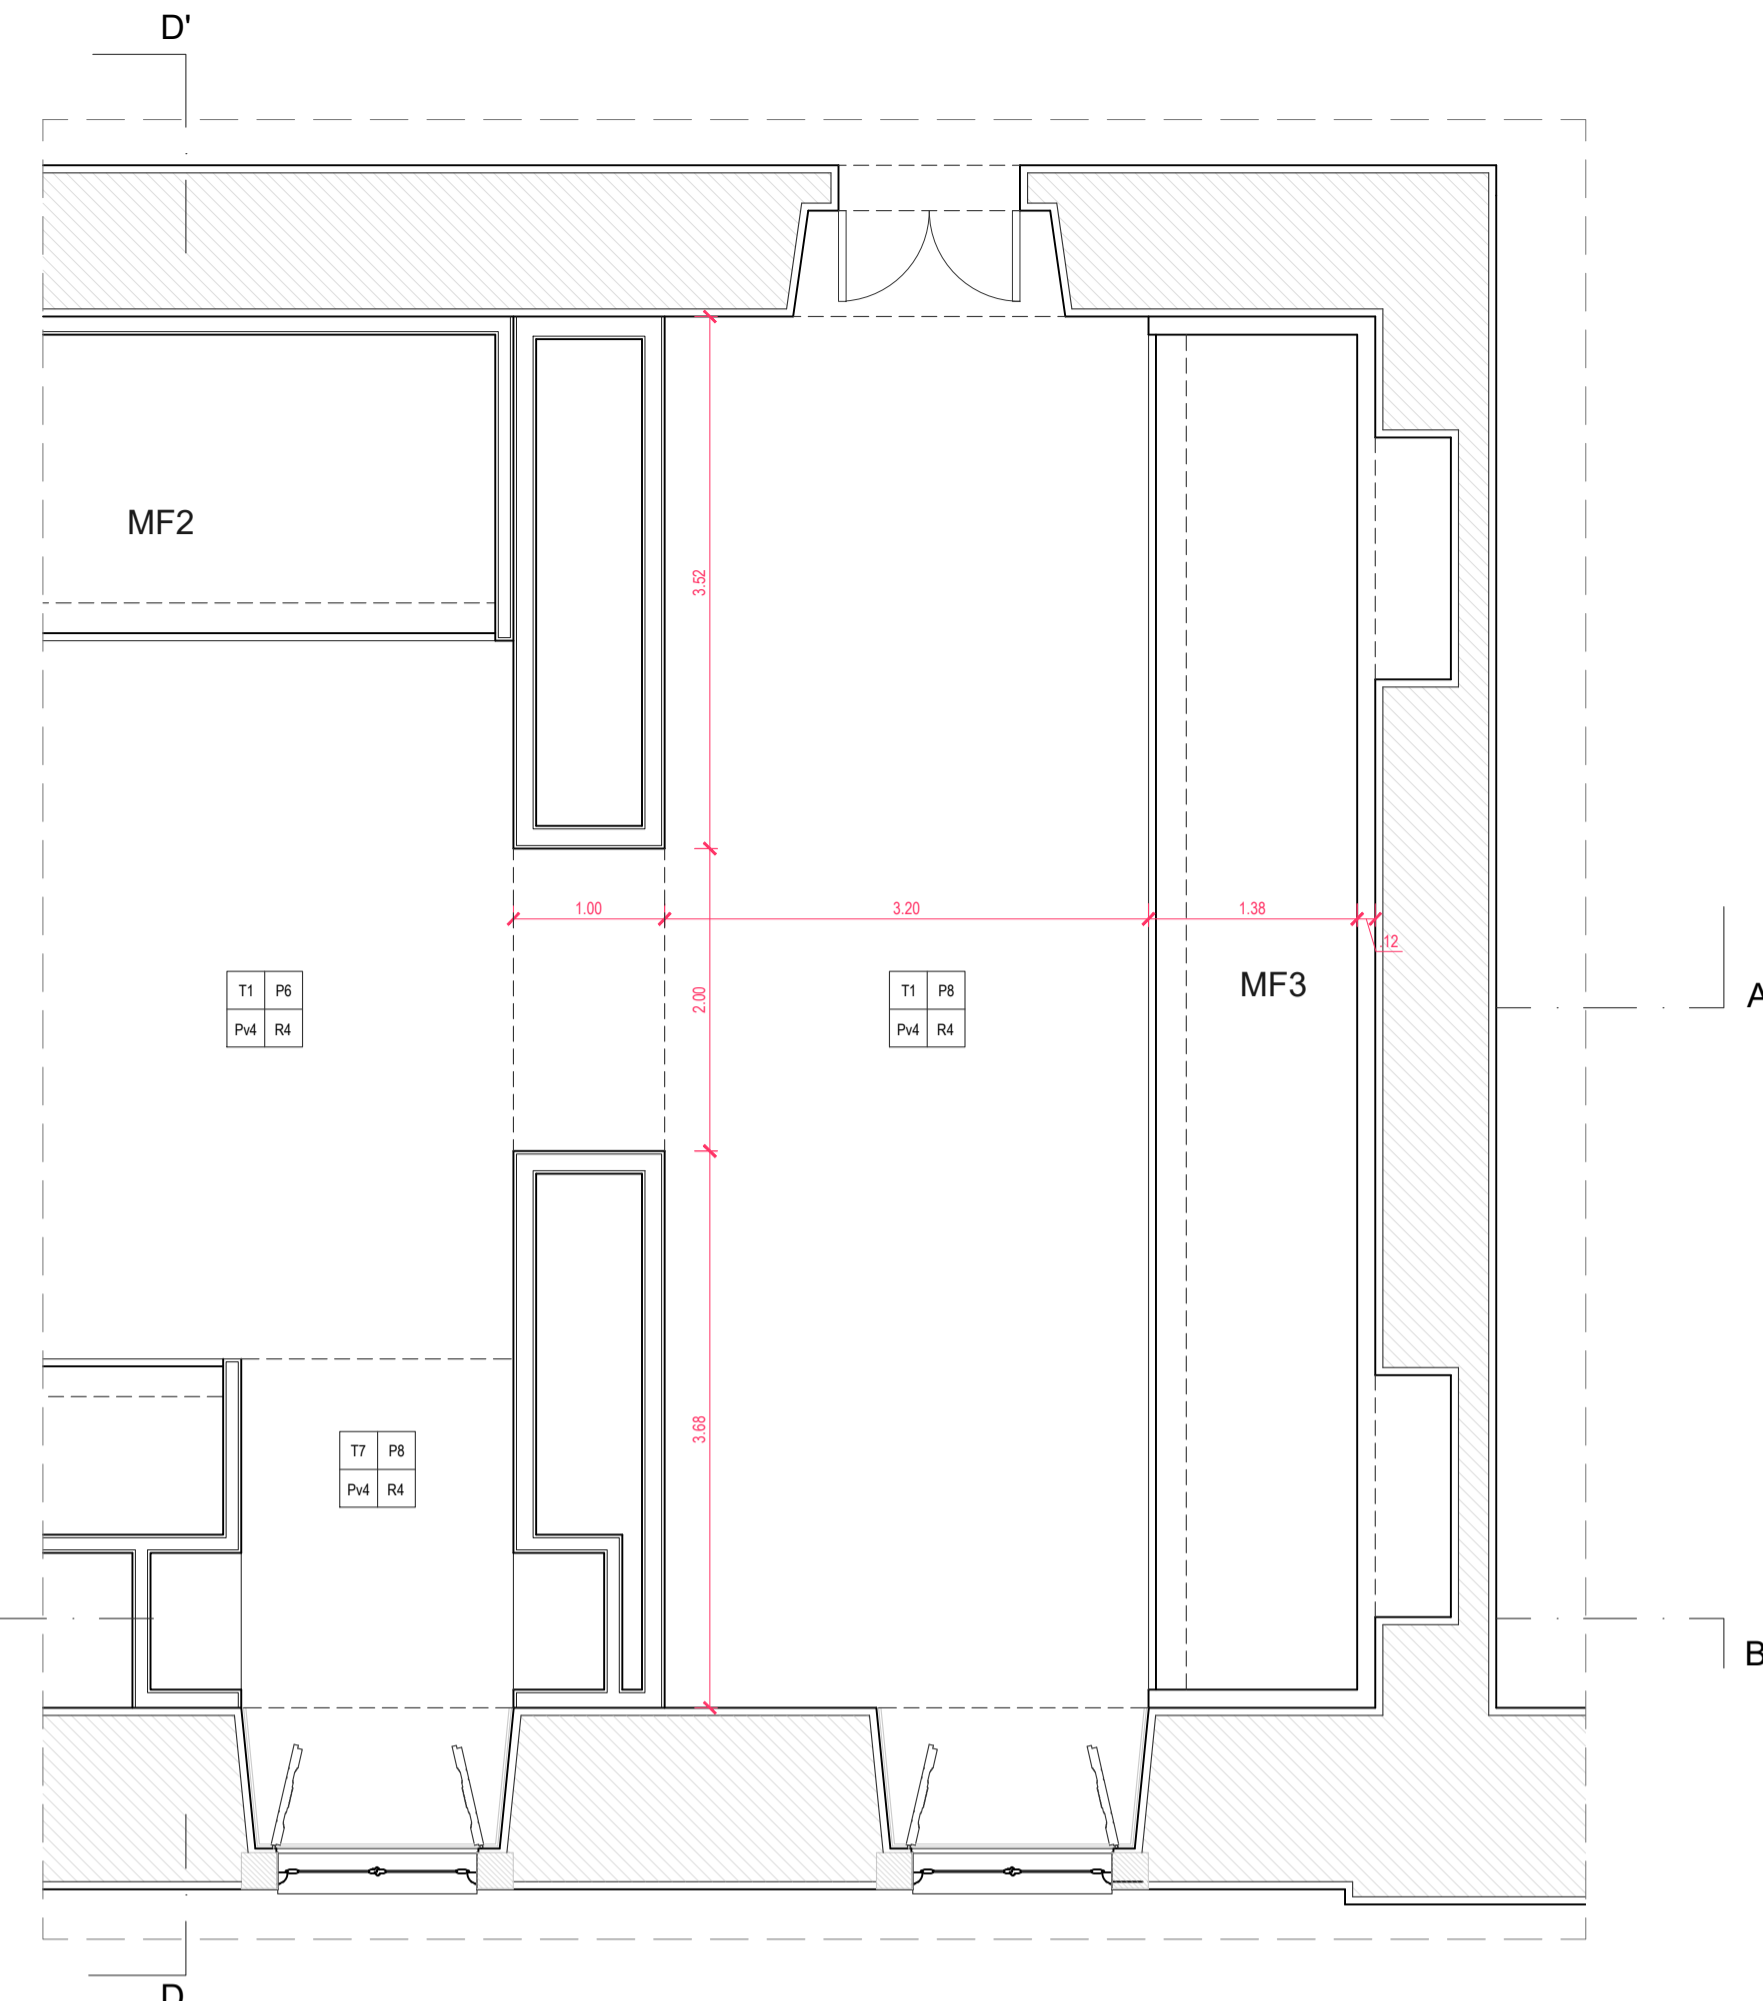 D'
MF2
3.52
1.00
3.20
1.38
.12
MF3
2.00
T1 P6
Pv4 R4
T1 P8
Pv4 R4
A
3.68
T7 P8
Pv4 R4
B
D